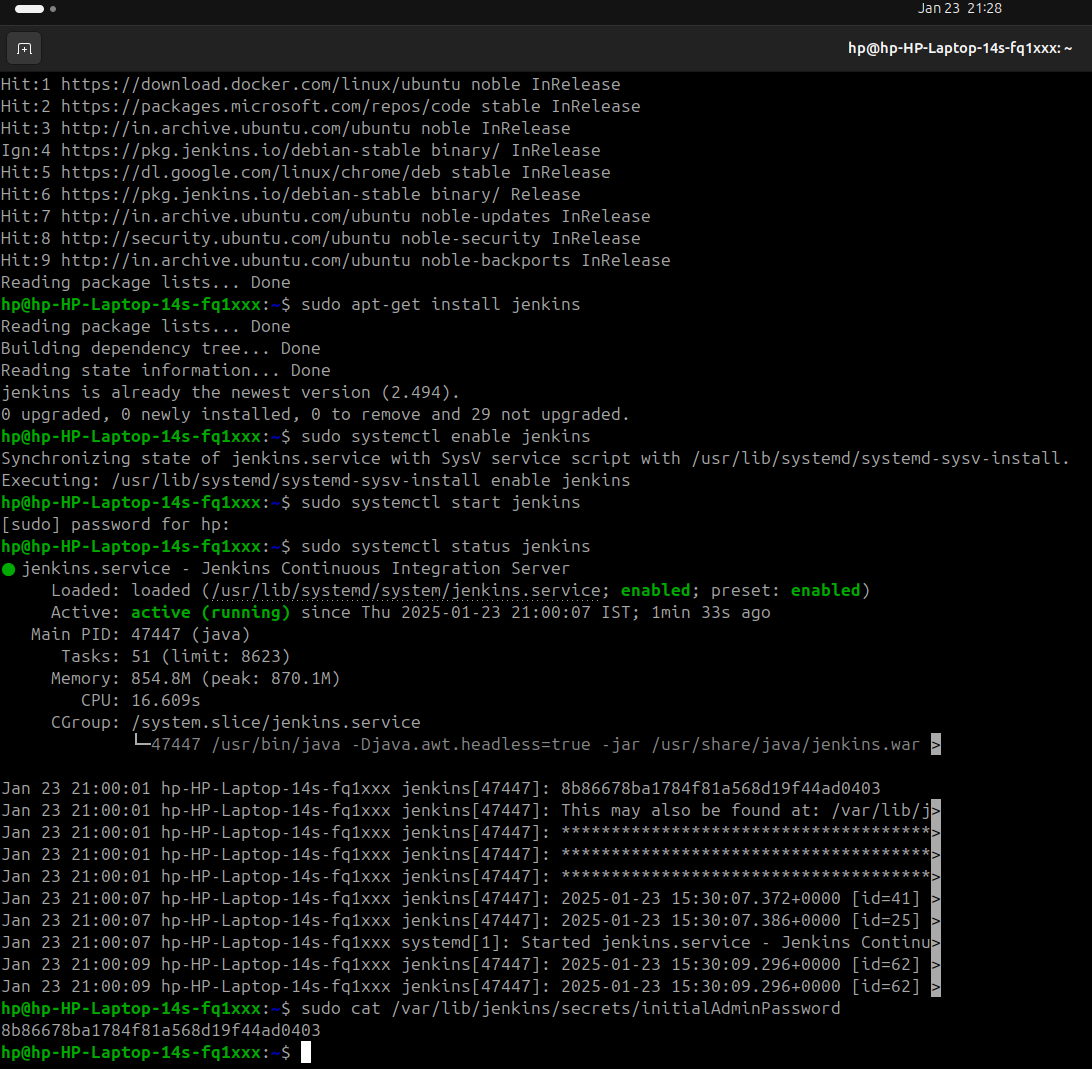 Jan 23 21:28
hp@hp-HP-Laptop-14s-fq1xxx: ~
Hit:1 https://download.docker.com/linux/ubuntu noble InRelease
Hit:2 https://packages.microsoft.com/repos/code stable InRelease
Hit:3 http://in.archive.ubuntu.com/ubuntu noble InRelease
Ign:4 https://pkg.jenkins.io/debian-stable binary/ InRelease
Hit:5 https://dl.google.com/linux/chrome/deb stable InRelease
Hit:6 https://pkg.jenkins.io/debian-stable binary/ Release
Hit:7 http://in.archive.ubuntu.com/ubuntu noble-updates InRelease
Hit:8 http://security.ubuntu.com/ubuntu noble-security InRelease
Hit:9 http://in.archive.ubuntu.com/ubuntu noble-backports InRelease
Reading package lists... Done
hp@hp-HP-Laptop-14s-fq1xxx:~$ sudo apt-get install jenkins
Reading package lists... Done
Building dependency tree... Done
Reading state information... Done
jenkins is already the newest version (2.494).
0 upgraded, 0 newly installed, 0 to remove and 29 not upgraded.
hp@hp-HP-Laptop-14s-fq1xxx:~$ sudo systemctl enable jenkins
Synchronizing state of jenkins.service with SysV service script with /usr/lib/systemd/systemd-sysv-install.
Executing: /usr/lib/systemd/systemd-sysv-install enable jenkins
hp@hp-HP-Laptop-14s-fq1xxx:~$ sudo systemctl start jenkins
[sudo] password for hp:
hp@hp-HP-Laptop-14s-fq1xxx:~$ sudo systemctl status jenkins
● jenkins.service - Jenkins Continuous Integration Server
     Loaded: loaded (/usr/lib/systemd/system/jenkins.service; enabled; preset: enabled)
     Active: active (running) since Thu 2025-01-23 21:00:07 IST; 1min 33s ago
   Main PID: 47447 (java)
      Tasks: 51 (limit: 8623)
     Memory: 854.8M (peak: 870.1M)
        CPU: 16.609s
     CGroup: /system.slice/jenkins.service
             └─47447 /usr/bin/java -Djava.awt.headless=true -jar /usr/share/java/jenkins.war >
Jan 23 21:00:01 hp-HP-Laptop-14s-fq1xxx jenkins[47447]: 8b86678ba1784f81a568d19f44ad0403
Jan 23 21:00:01 hp-HP-Laptop-14s-fq1xxx jenkins[47447]: This may also be found at: /var/lib/j>
Jan 23 21:00:01 hp-HP-Laptop-14s-fq1xxx jenkins[47447]: *************************************>
Jan 23 21:00:01 hp-HP-Laptop-14s-fq1xxx jenkins[47447]: *************************************>
Jan 23 21:00:01 hp-HP-Laptop-14s-fq1xxx jenkins[47447]: *************************************>
Jan 23 21:00:07 hp-HP-Laptop-14s-fq1xxx jenkins[47447]: 2025-01-23 15:30:07.372+0000 [id=41] >
Jan 23 21:00:07 hp-HP-Laptop-14s-fq1xxx jenkins[47447]: 2025-01-23 15:30:07.386+0000 [id=25] >
Jan 23 21:00:07 hp-HP-Laptop-14s-fq1xxx systemd[1]: Started jenkins.service - Jenkins Continu>
Jan 23 21:00:09 hp-HP-Laptop-14s-fq1xxx jenkins[47447]: 2025-01-23 15:30:09.296+0000 [id=62] >
Jan 23 21:00:09 hp-HP-Laptop-14s-fq1xxx jenkins[47447]: 2025-01-23 15:30:09.296+0000 [id=62] >
hp@hp-HP-Laptop-14s-fq1xxx:~$ sudo cat /var/lib/jenkins/secrets/initialAdminPassword
8b86678ba1784f81a568d19f44ad0403
hp@hp-HP-Laptop-14s-fq1xxx:~$